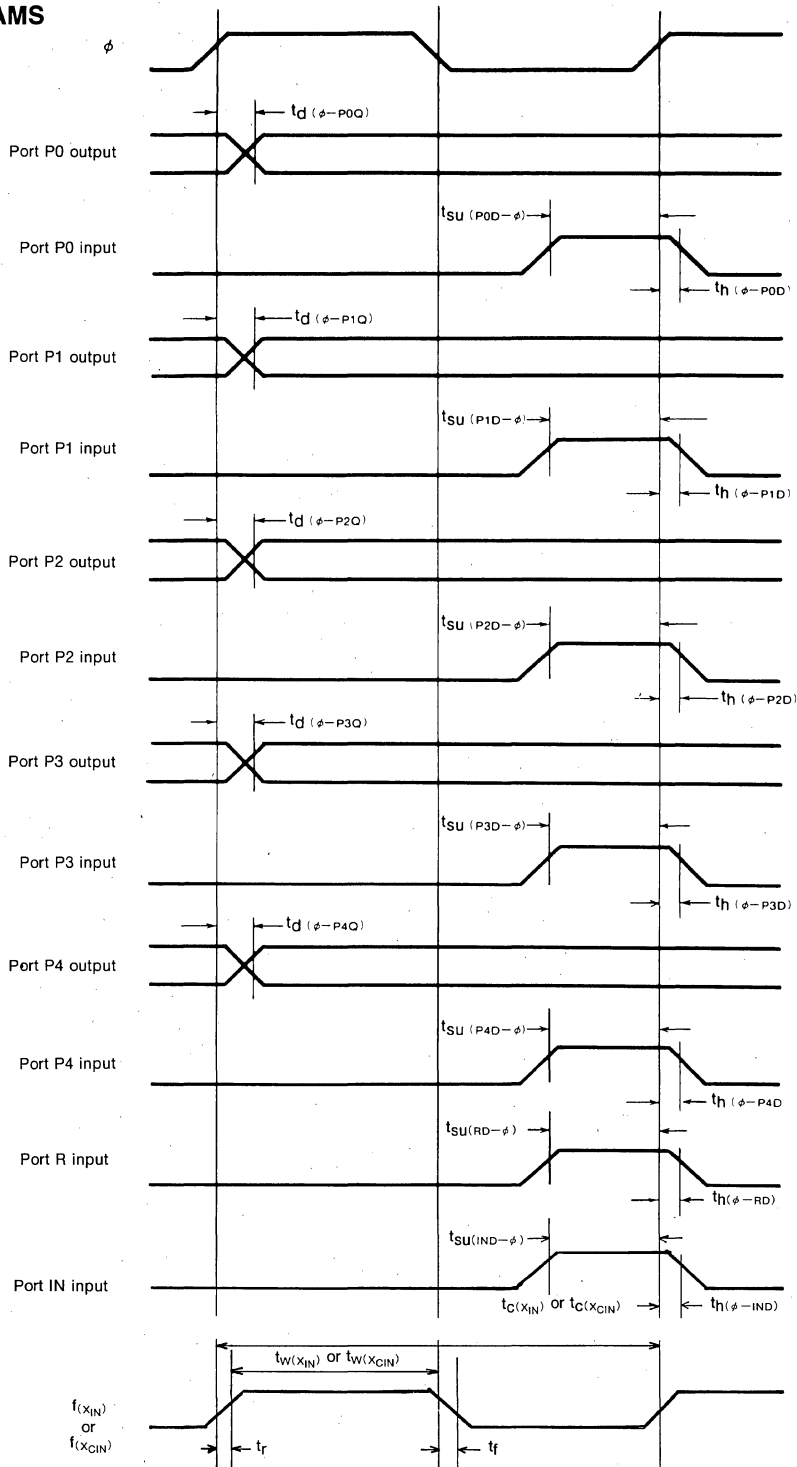 AMS
φ
td (φ−P0Q)
Port P0 output
tsu (P0D−φ)
Port P0 input
th (φ−P0D)
td (φ−P1Q)
Port P1 output
tsu (P1D−φ)
Port P1 input
th (φ−P1D)
td (φ−P2Q)
Port P2 output
tsu (P2D−φ)
Port P2 input
th (φ−P2D)
td (φ−P3Q)
Port P3 output
tsu (P3D−φ)
Port P3 input
th (φ−P3D)
td (φ−P4Q)
Port P4 output
tsu (P4D−φ)
Port P4 input
th (φ−P4D
tsu(RD−φ)
Port R input
th(φ−RD)
tsu(IND−φ)
Port IN input
tC(XIN) or tC(XCIN)
th(φ−IND)
tW(XIN) or tW(XCIN)
f(XIN)
or
f(XCIN)
tr
tf